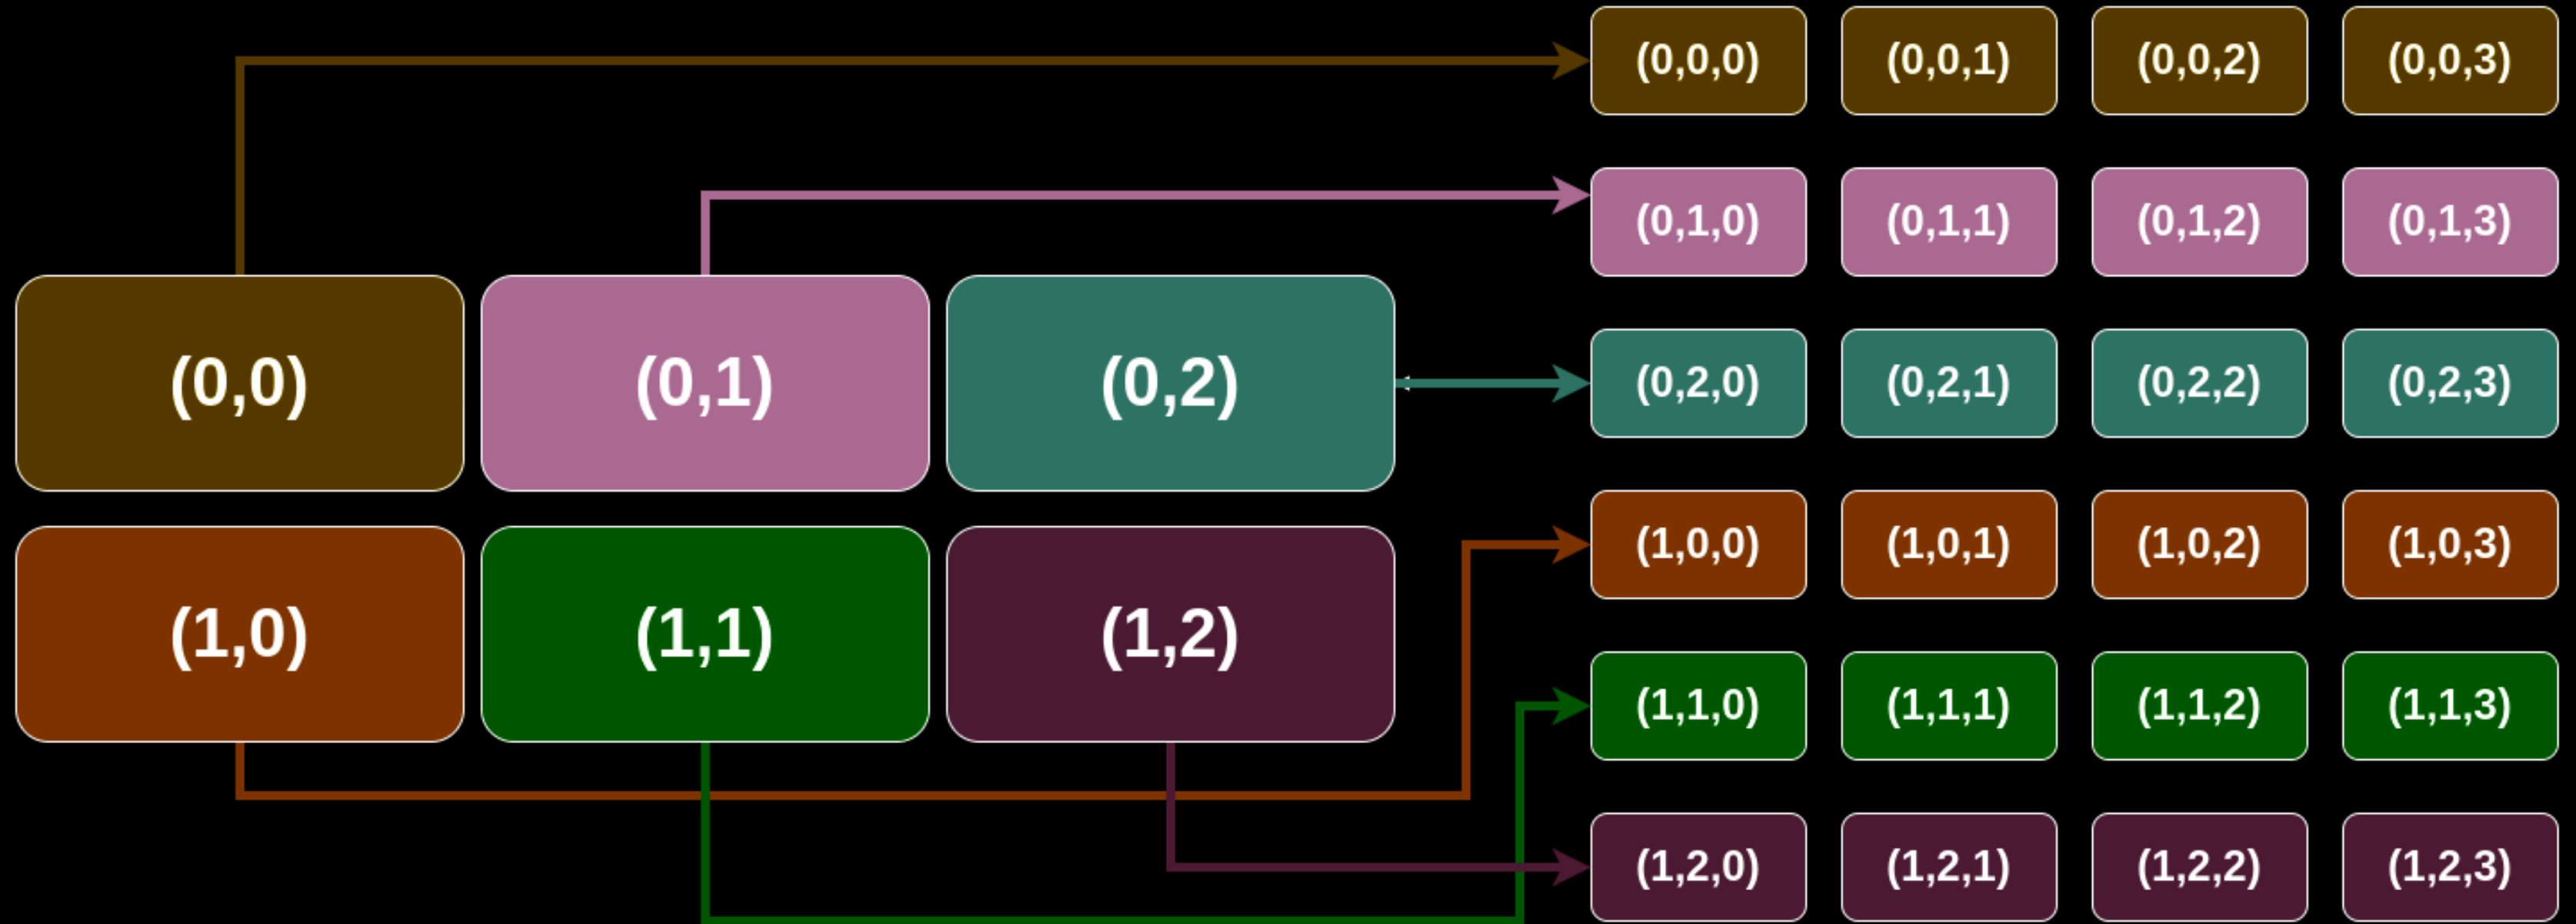 (0,0,0) (0,0,1) (0,0,2) (0,0,3)
(0,1,0) (0,1,1) (0,1,2) (0,1,3)
(0,0) (0,1) (0,2) (0,2,0) (0,2,1) (0,2,2) (0,2,3)
(1,0,0) (1,0,1) (1,0,2) (1,0,3)
(1,0) (1,1) (1,2)
(1,1,0) (1,1,1) (1,1,2) (1,1,3)
(1,2,0) (1,2,1) (1,2,2) (1,2,3)